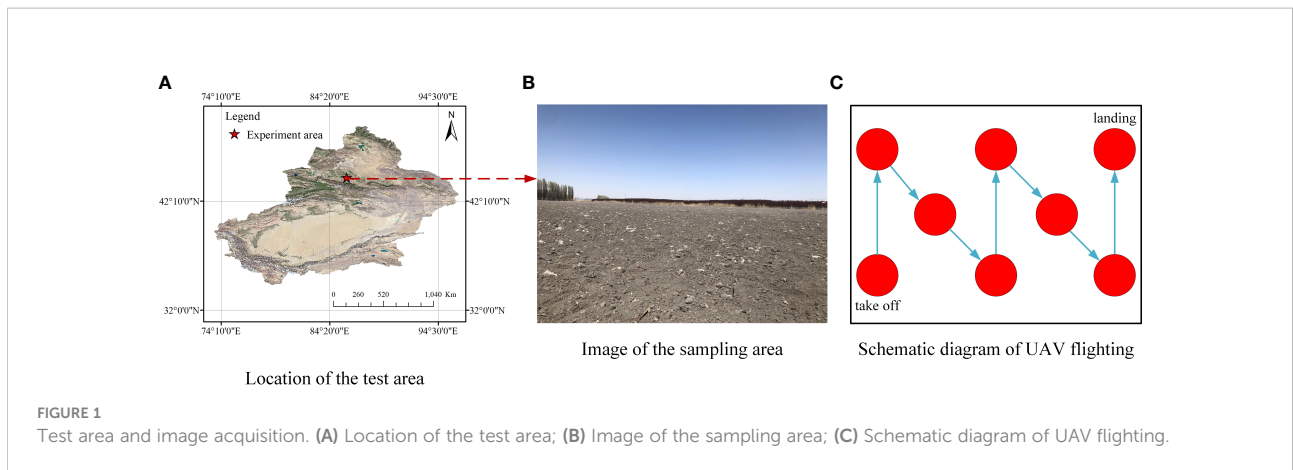 A
B
C
74°10'0"E
84°20'0"E
94°30'0"E
Legend
N
Experiment area
landing
42°10'0"N
42°10'0"N
take off
0 260 520 1,040 Km
32°0'0"N
32°0'0"N
74°10'0"E
84°20'0"E
94°30'0"E
Image of the sampling area
Schematic diagram of UAV flighting
Location of the test area
FIGURE 1
Test area and image acquisition. (A) Location of the test area; (B) Image of the sampling area; (C) Schematic diagram of UAV flighting.